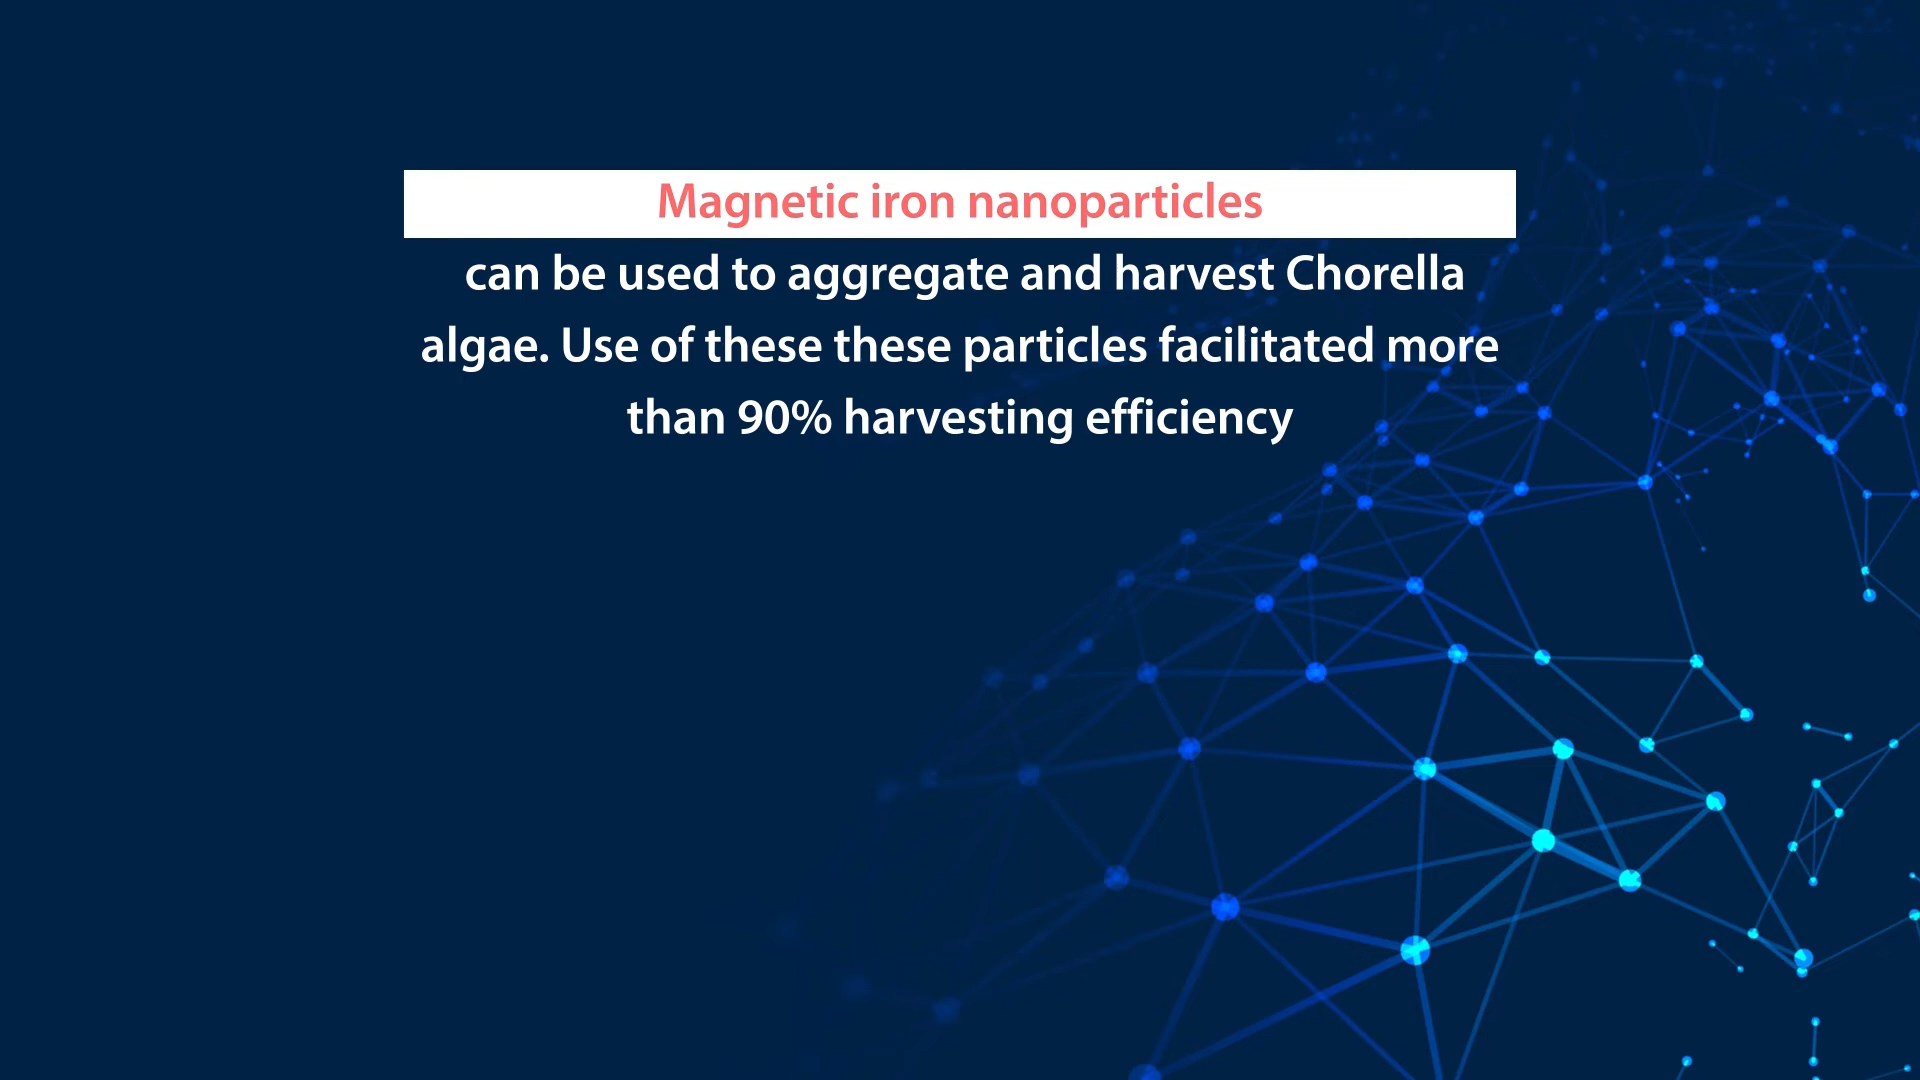 Magnetic iron nanoparticles
can be used to aggregate and harvest Chorella
algae. Use of these these particles facilitated more
than 90% harvesting efficiency